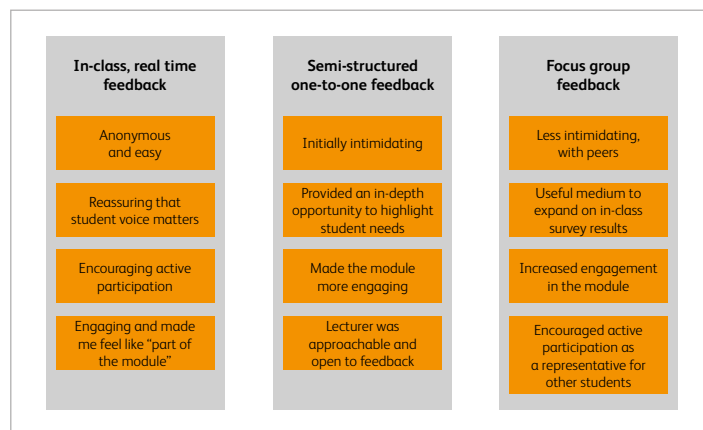 In-class, real time
feedback
Anonymous
and easy
Reassuring that
student voice matters
Encouraging active
participation
Engaging and made
me feel like “part
of the module”
Semi-structured
one-to-one feedback
Initially intimidating
Provided an in-depth
opportunity to highlight
student needs
Made the module
more engaging
Lecturer was
approachable and
open to feedback
Focus group
feedback
Less intimidating,
with peers
Useful medium to
expand on in-class
survey results
Increased engagement
in the module
Encouraged active
participation as
a representative for
other students